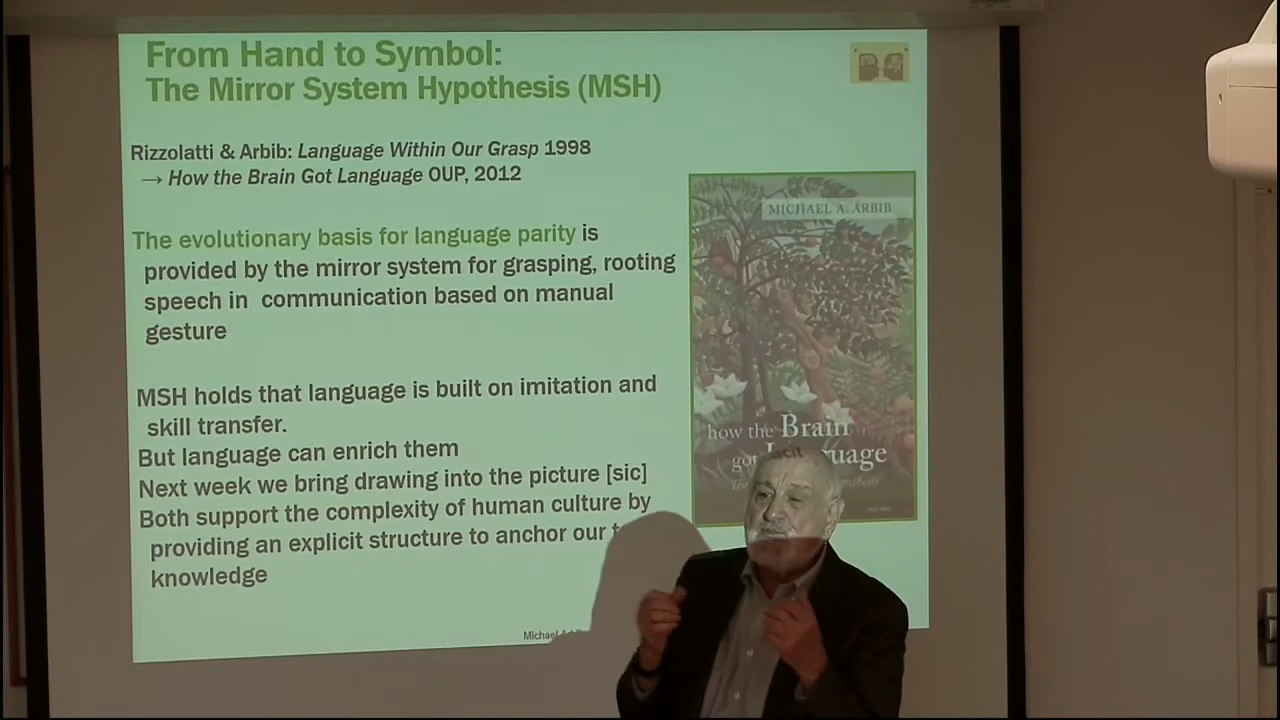 From Hand to Symbol:
The Mirror System Hypothesis (MSH)
Rizzolatti & Arbib: Language Within Our Grasp 1998
→ How the Brain Got Language OUP, 2012
The evolutionary basis for language parity is
provided by the mirror system for grasping, rooting
speech in communication based on manual
gesture
MSH holds that language is built on imitation and
skill transfer.
But language can enrich them
Next week we bring drawing into the picture [sic]
Both support the complexity of human culture by
providing an explicit structure to anchor our
knowledge
MICHAEL A. ARBIB
how the Brain
got
Michael